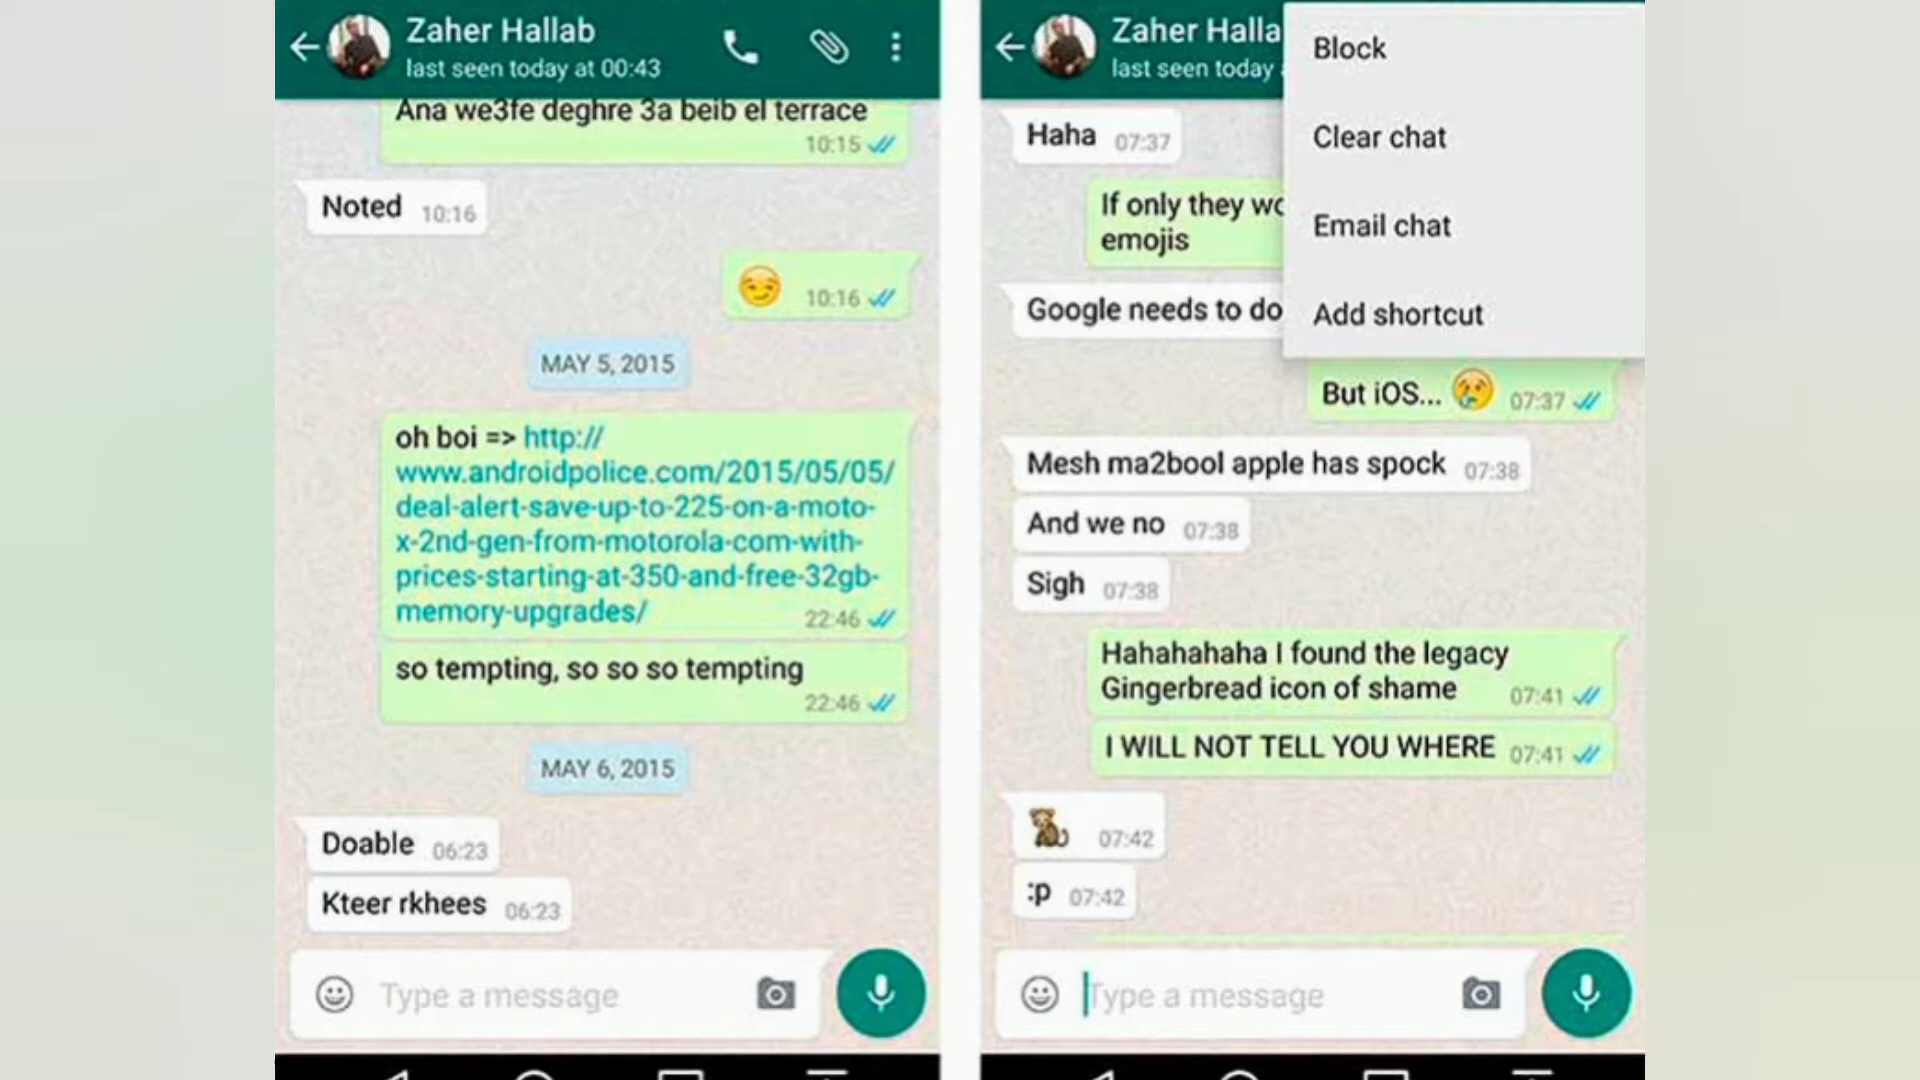 Zaher Hallab
last seen today at 00:43
Ana we3fe deghre 3a beib el terrace
10:15
Noted 10:16
10:16
MAY 5, 2015
oh boi => http://
www.androidpolice.com/2015/05/05/
deal-alert-save-up-to-225-on-a-moto-
x-2nd-gen-from-motorola-com-with-
prices-starting-at-350-and-free-32gb-
memory-upgrades/ 22:46
so tempting, so so so tempting
22:46
MAY 6, 2015
Doable 06:23
Kteer rkhees 06:23
Type a message
Zaher Halla
last seen today
Block
Clear chat
Email chat
Add shortcut
Haha 07:37
If only they
emojis
Google needs to do
But iOS... 07:37
Mesh ma2bool apple has spock 07:38
And we no 07:38
Sigh 07:38
Hahahahaha I found the legacy
Gingerbread icon of shame 07:41
I WILL NOT TELL YOU WHERE 07:41
07:42
:p 07:42
Type a message